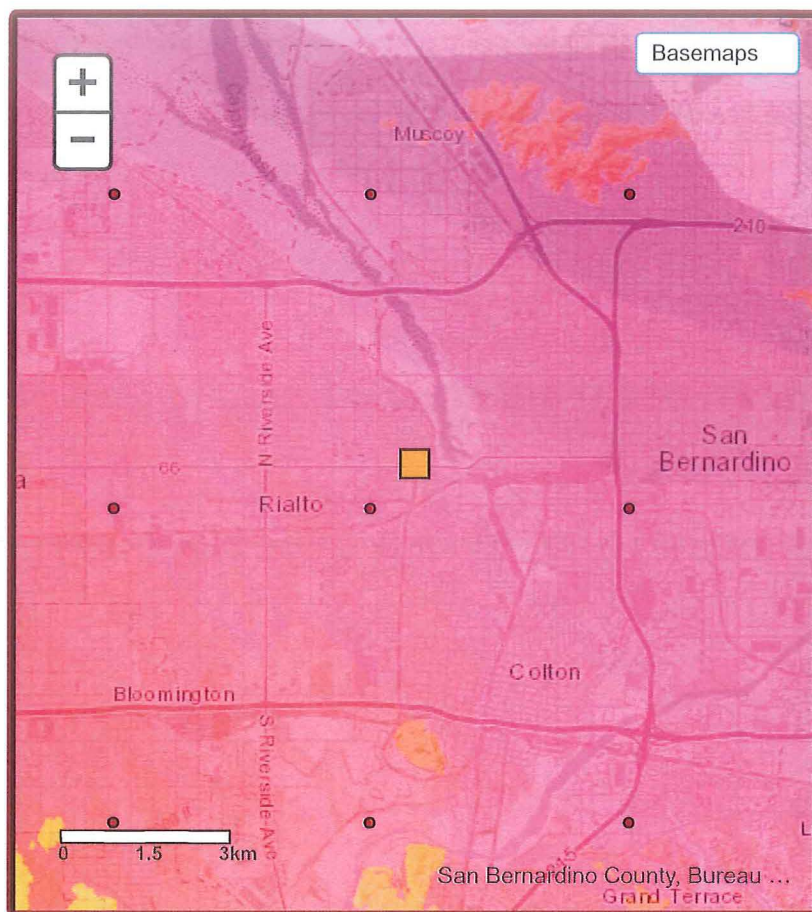 +
Basemaps
−
Muscoy
210
N Riverside Ave
San
Bernardino
66
a
Rialto
Colton
Bloomington
S Riverside Ave
0 1.5 3km
L
215
San Bernardino County, Bureau ...
Grand Terrace